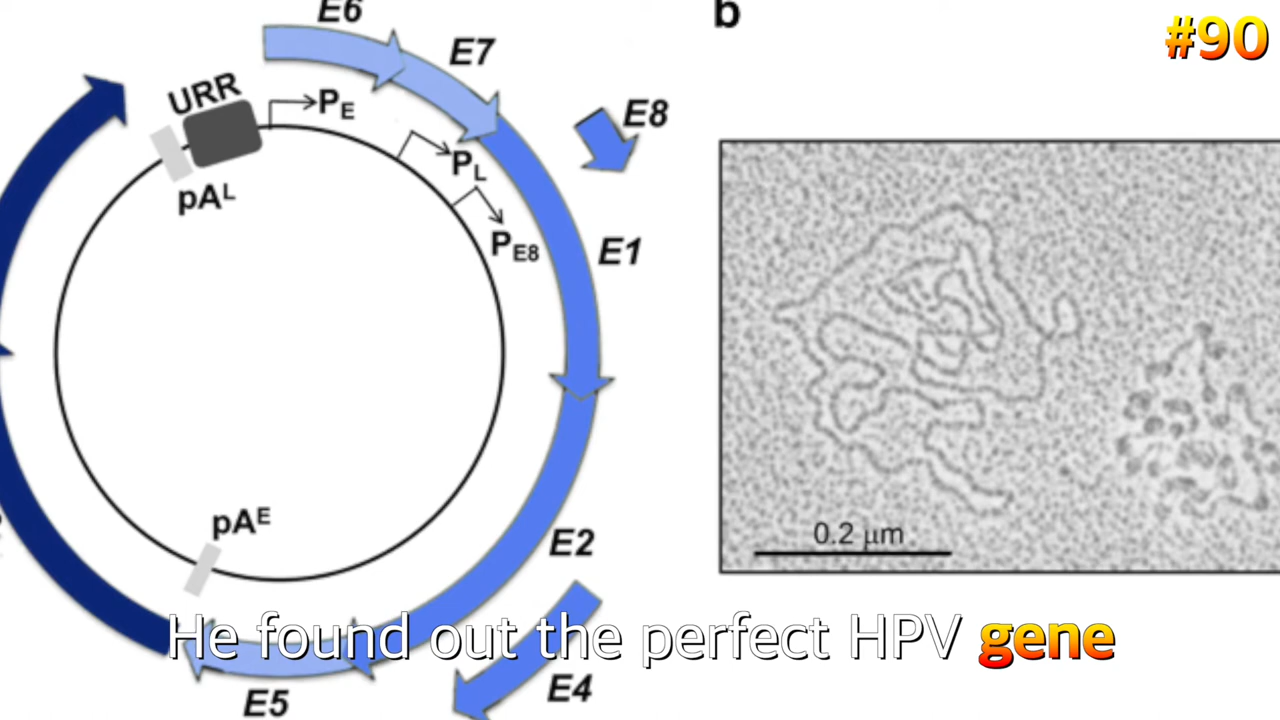 E6
b
#90
E7
URR
PE
E8
PL
pAL
PE8
E1
pAE
0.2 μm
E2
He found out the perfect HPV gene
E5
E4